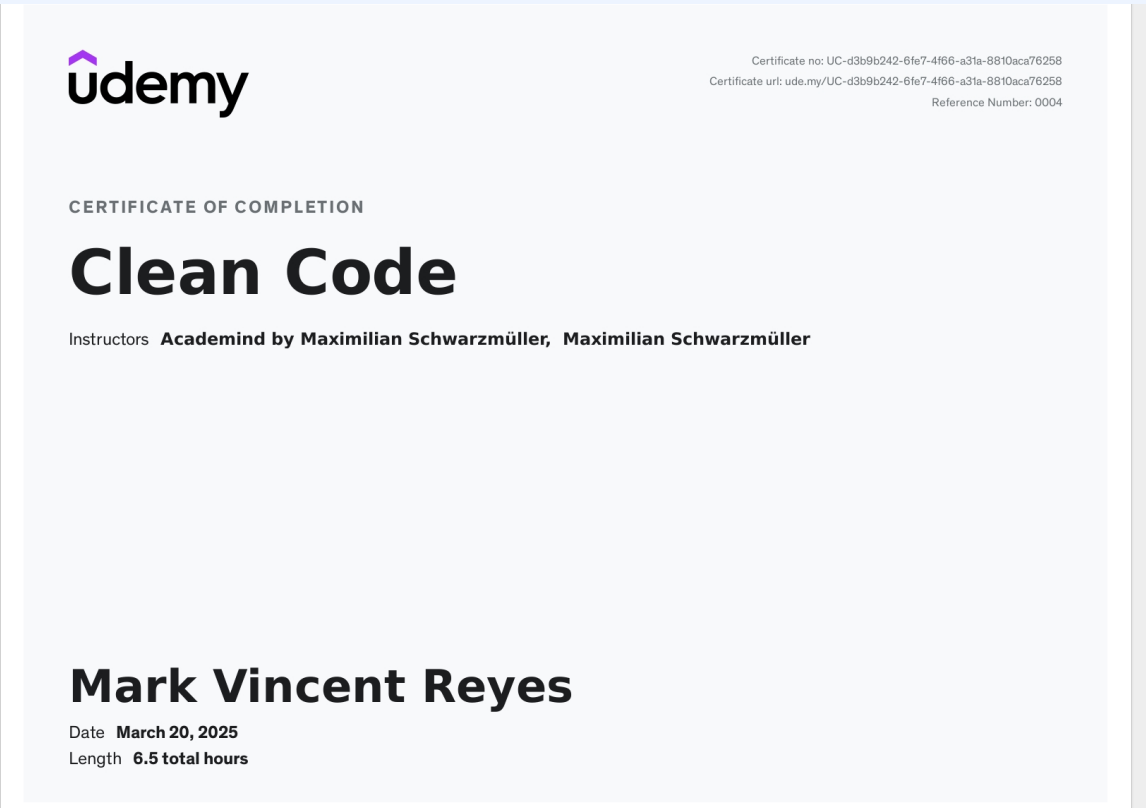 udemy
Certificate no: UC-d3b9b242-6fe7-4f66-a31a-8810aca76258
Certificate url: ude.my/UC-d3b9b242-6fe7-4f66-a31a-8810aca76258
Reference Number: 0004
CERTIFICATE OF COMPLETION
Clean Code
Instructors Academind by Maximilian Schwarzmüller, Maximilian Schwarzmüller
Mark Vincent Reyes
Date March 20, 2025
Length 6.5 total hours